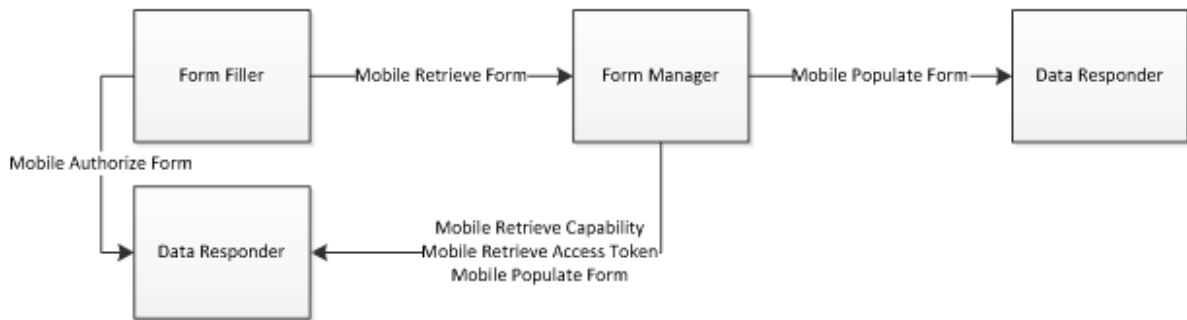 Form Filler
Mobile Retrieve Form
Form Manager
Mobile Populate Form
Data Responder
Mobile Authorize Form
Data Responder
Mobile Retrieve Capability
Mobile Retrieve Access Token
Mobile Populate Form